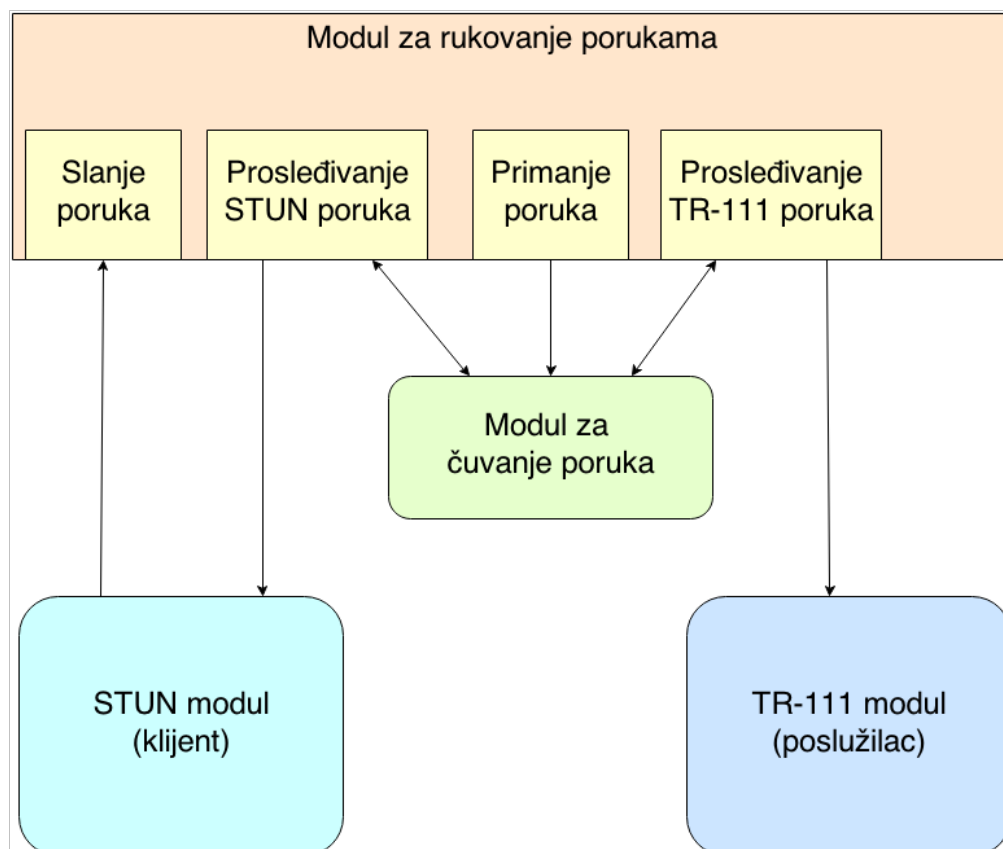 Modul za rukovanje porukama
Slanje
poruka
Prosleđivanje
STUN poruka
Primanje
poruka
Prosleđivanje
TR-111 poruka
Modul za
čuvanje poruka
STUN modul
(klijent)
TR-111 modul
(poslužilac)